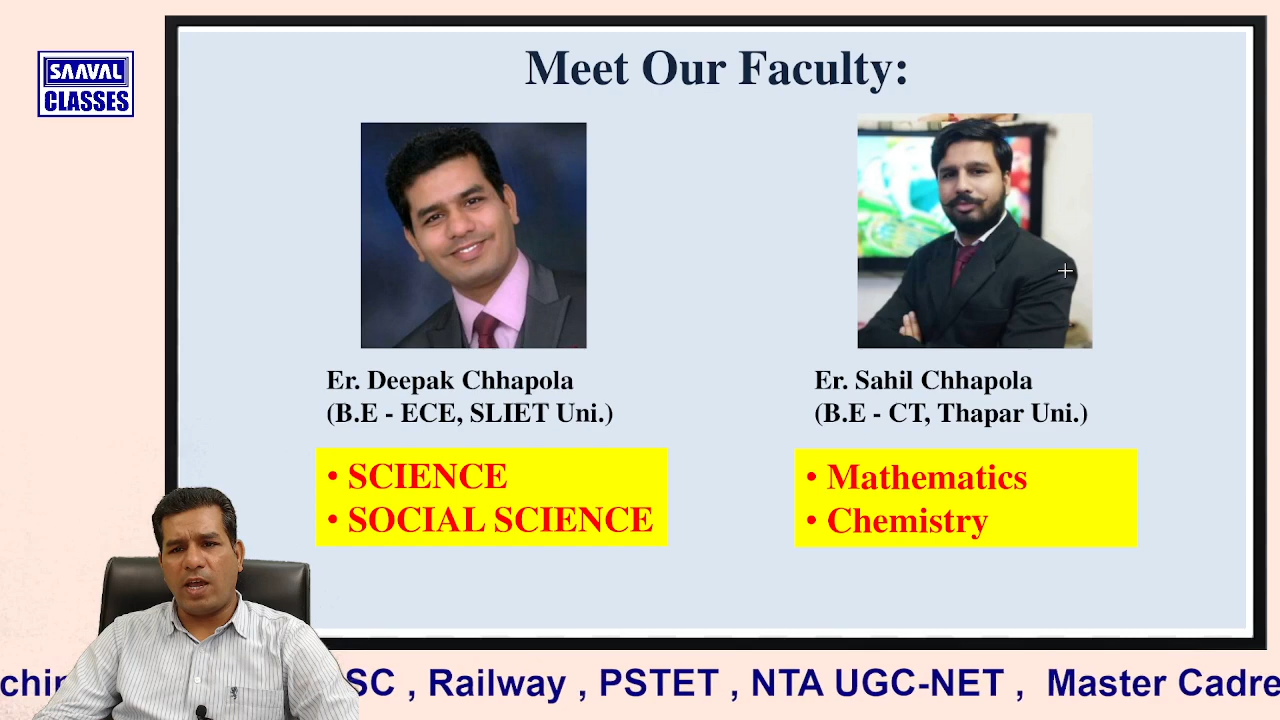 SAAVAL
CLASSES
Meet Our Faculty:
Er. Deepak Chhapola
(B.E - ECE, SLIET Uni.)
Er. Sahil Chhapola
(B.E - CT, Thapar Uni.)
• SCIENCE
• SOCIAL SCIENCE
• Mathematics
• Chemistry
SC , Railway , PSTET , NTA UGC-NET , Master Cadre